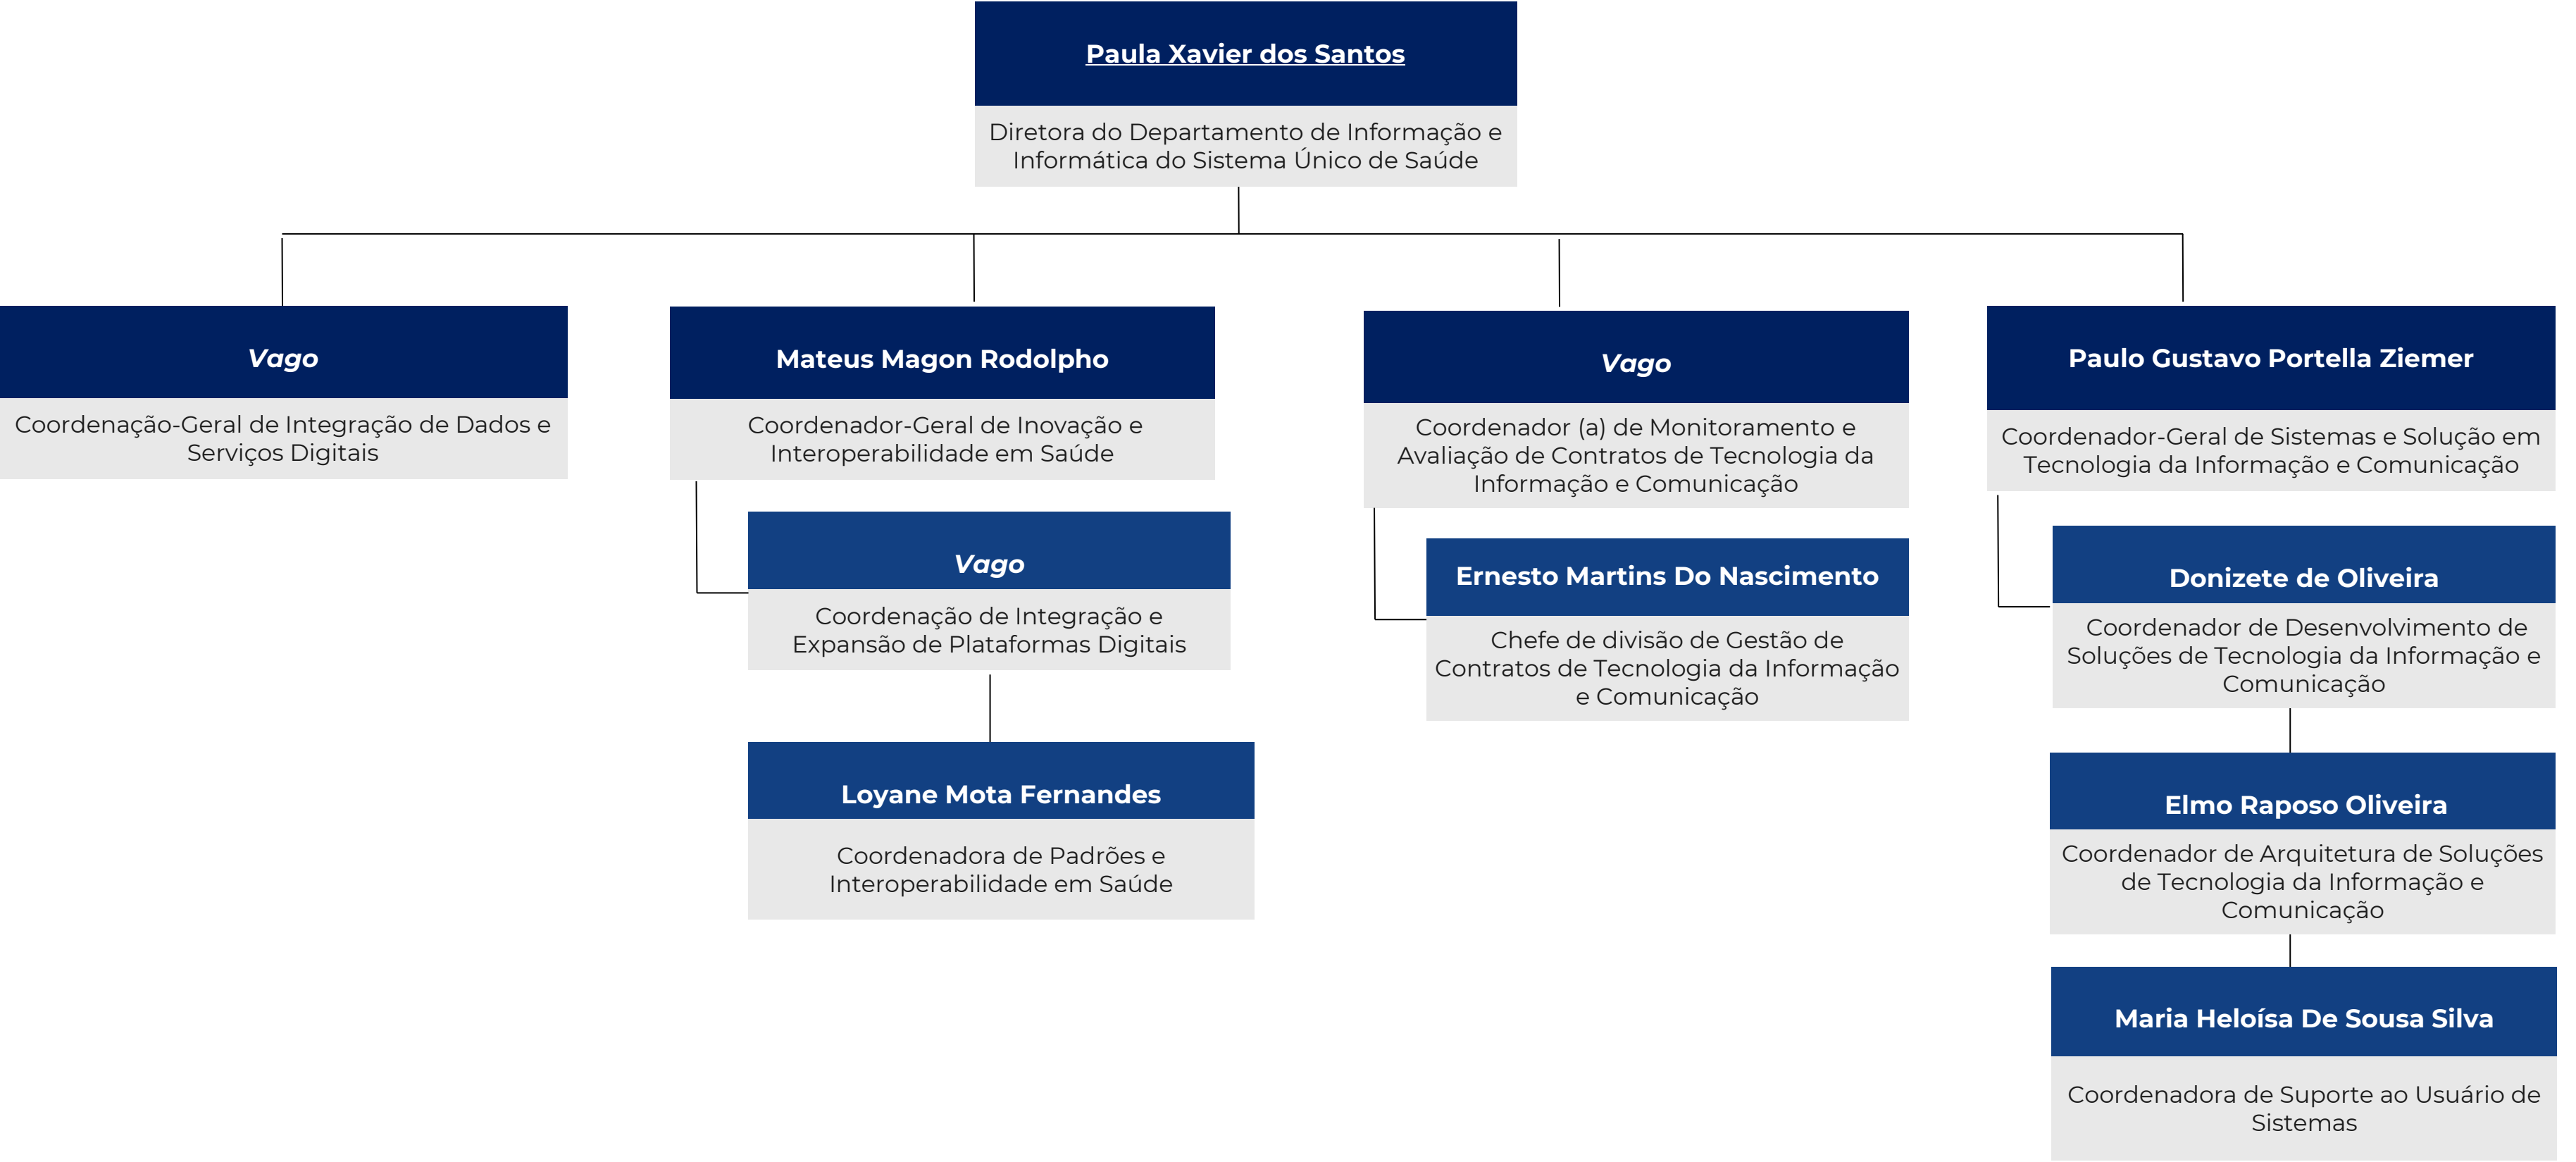 Paula Xavier dos Santos
Diretora do Departamento de Informação e
Informática do Sistema Único de Saúde
Vago
Coordenação-Geral de Integração de Dados e
Serviços Digitais
Mateus Magon Rodolpho
Coordenador-Geral de Inovação e
Interoperabilidade em Saúde
Vago
Coordenação de Integração e
Expansão de Plataformas Digitais
Loyane Mota Fernandes
Coordenadora de Padrões e
Interoperabilidade em Saúde
Vago
Coordenador (a) de Monitoramento e
Avaliação de Contratos de Tecnologia da
Informação e Comunicação
Ernesto Martins Do Nascimento
Chefe de divisão de Gestão de
Contratos de Tecnologia da Informação
e Comunicação
Paulo Gustavo Portella Ziemer
Coordenador-Geral de Sistemas e Solução em
Tecnologia da Informação e Comunicação
Donizete de Oliveira
Coordenador de Desenvolvimento de
Soluções de Tecnologia da Informação e
Comunicação
Elmo Raposo Oliveira
Coordenador de Arquitetura de Soluções
de Tecnologia da Informação e
Comunicação
Maria Heloísa De Sousa Silva
Coordenadora de Suporte ao Usuário de
Sistemas